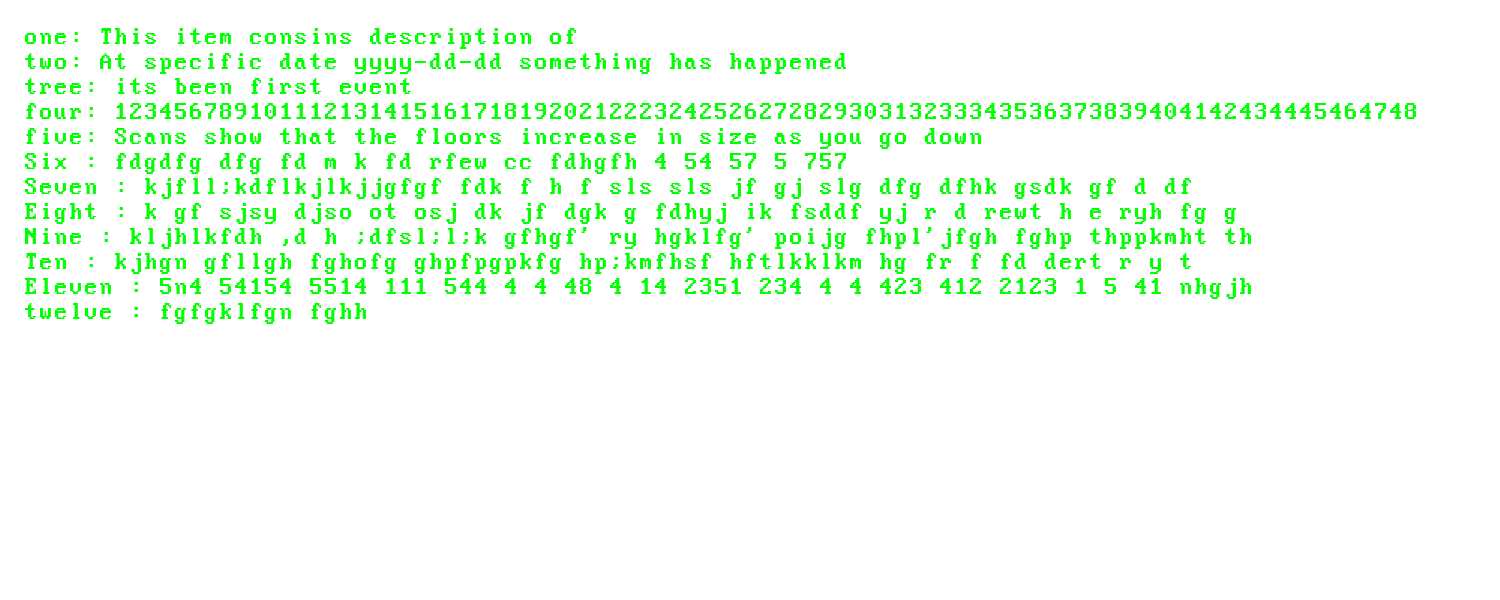 one: This item consins description of
two: At specific date yyyy-dd-dd something has happened
tree: its been first event
four: 123456789101112131415161718192021222324252627282930313233343536373839404142434445464748
five: Scans show that the floors increase in size as you go down
Six : fdgdfg dfg fd m k fd rfew cc fdhgfh 4 54 57 5 757
Seven : kjfll;kdflkjlkjjgfgf fdk f h f sls sls jf gj slg dfg dfhk gsdk gf d df
Eight : k gf sjsy djso ot osj dk jf dgk g fdhyj ik fsddf yj r d rewt h e ryh fg g
Nine : kljhlkfdh ,d h ;dfsl;l;k gfhgf' ry hgklfg' poijg fhpl'jfgh fghp thppkmht th
Ten : kjhgn gfllgh fghofg ghpfpgpkfg hp;kmfhsf hftlkklkm hg fr f fd dert r y t
Eleven : 5n4 54154 5514 111 544 4 4 48 4 14 2351 234 4 4 423 412 2123 1 5 41 nhgjh
twelve : fgfgklfgn fghh